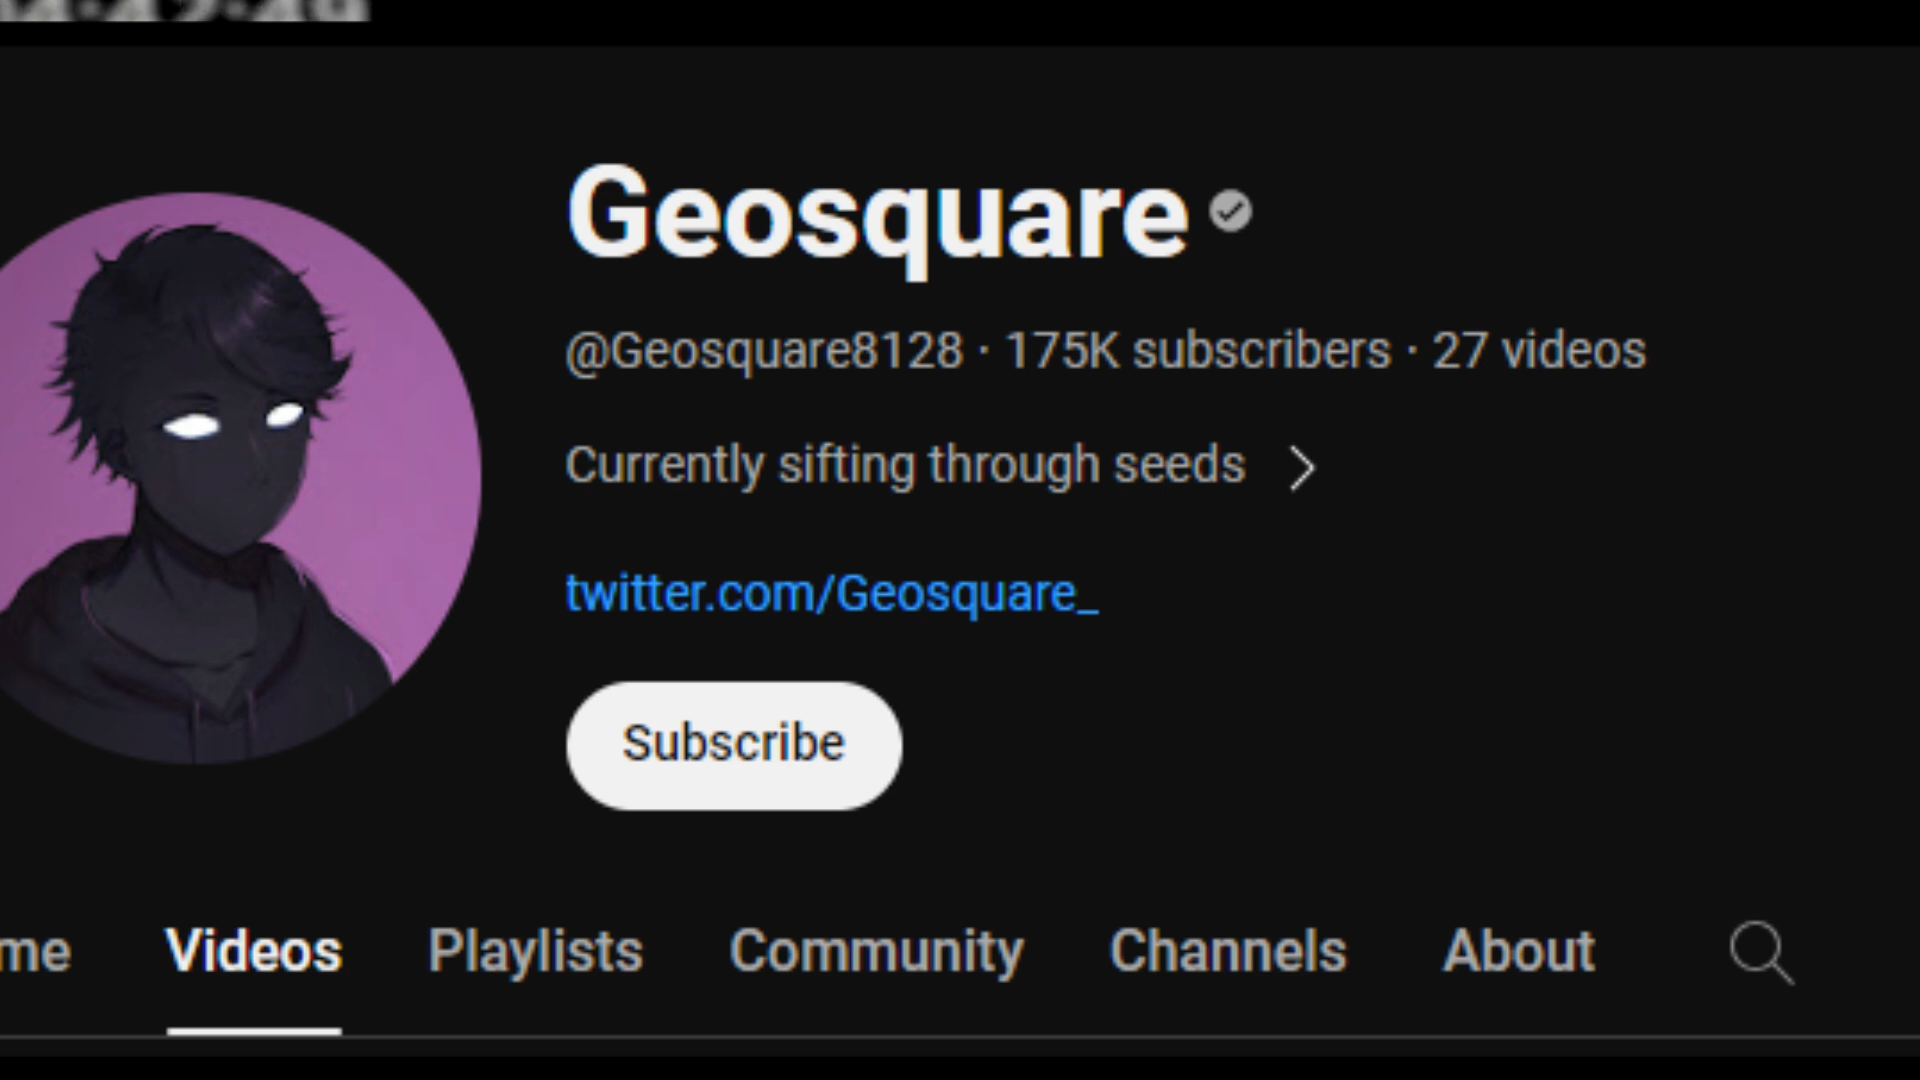 Geosquare
@Geosquare8128 · 175K subscribers · 27 videos
Currently sifting through seeds
twitter.com/Geosquare_
Subscribe
me Videos Playlists Community Channels About